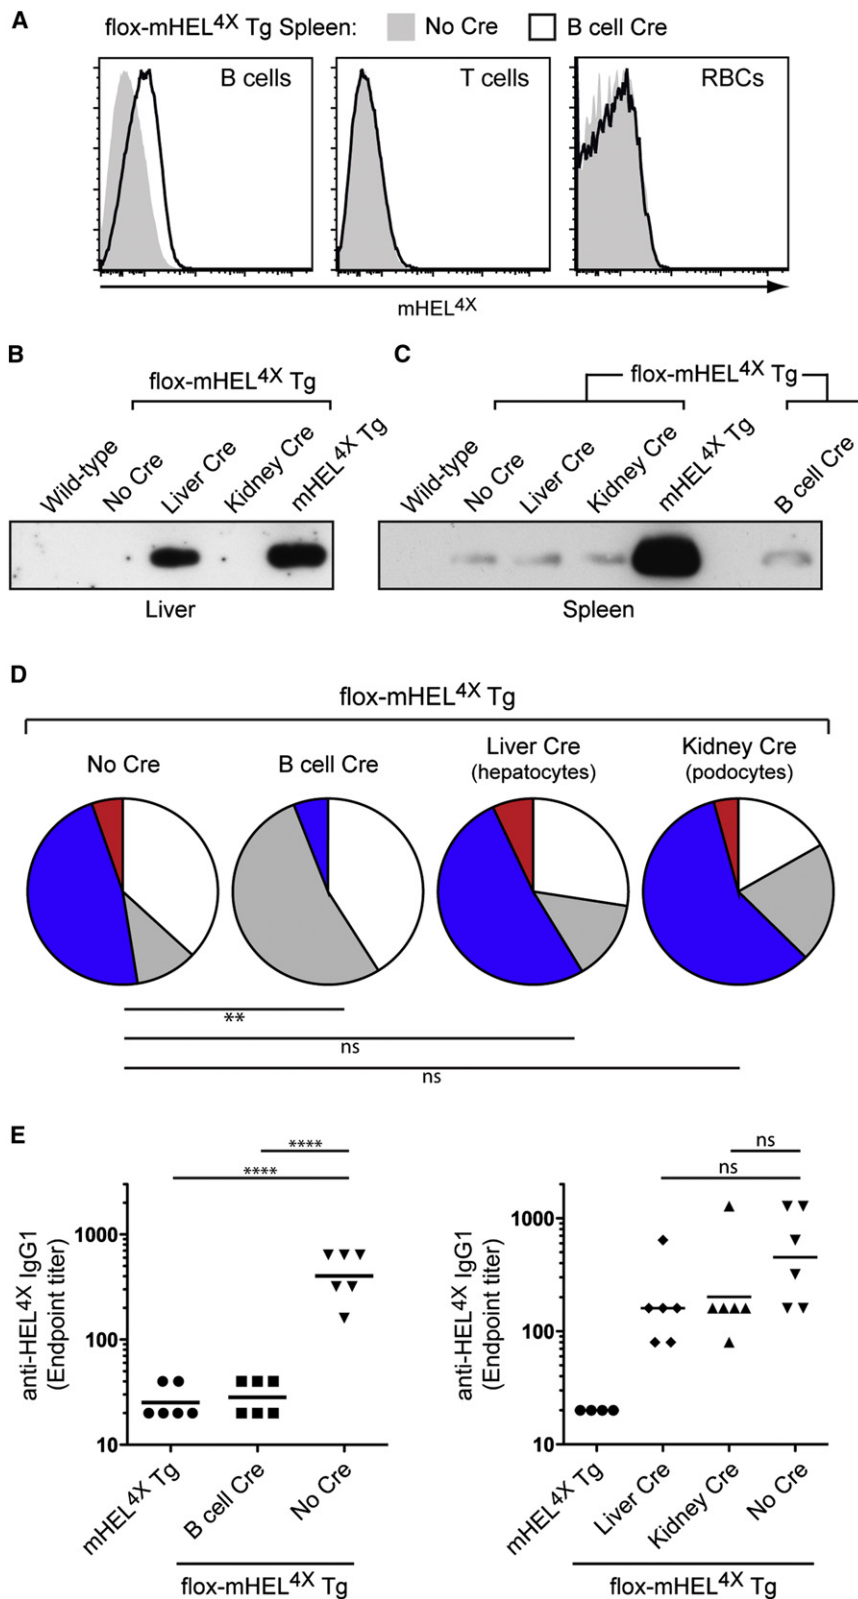 A
flox-mHEL4X Tg Spleen: No Cre B cell Cre
B cells
T cells
RBCs
mHEL4X
B
flox-mHEL4X Tg
Wild-type
No Cre
Liver Cre
Kidney Cre
mHEL4X Tg
Liver
C
flox-mHEL4X Tg
Wild-type
No Cre
Liver Cre
Kidney Cre
mHEL4X Tg
B cell Cre
Spleen
D
flox-mHEL4X Tg
No Cre
B cell Cre
Liver Cre
(hepatocytes)
Kidney Cre
(podocytes)
**
ns
ns
E
****
****
anti-HEL4X IgG1
(Endpoint titer)
1000
100
10
mHEL4X Tg
B cell Cre
No Cre
flox-mHEL4X Tg
ns
ns
anti-HEL4X IgG1
(Endpoint titer)
1000
100
10
mHEL4X Tg
Liver Cre
Kidney Cre
No Cre
flox-mHEL4X Tg